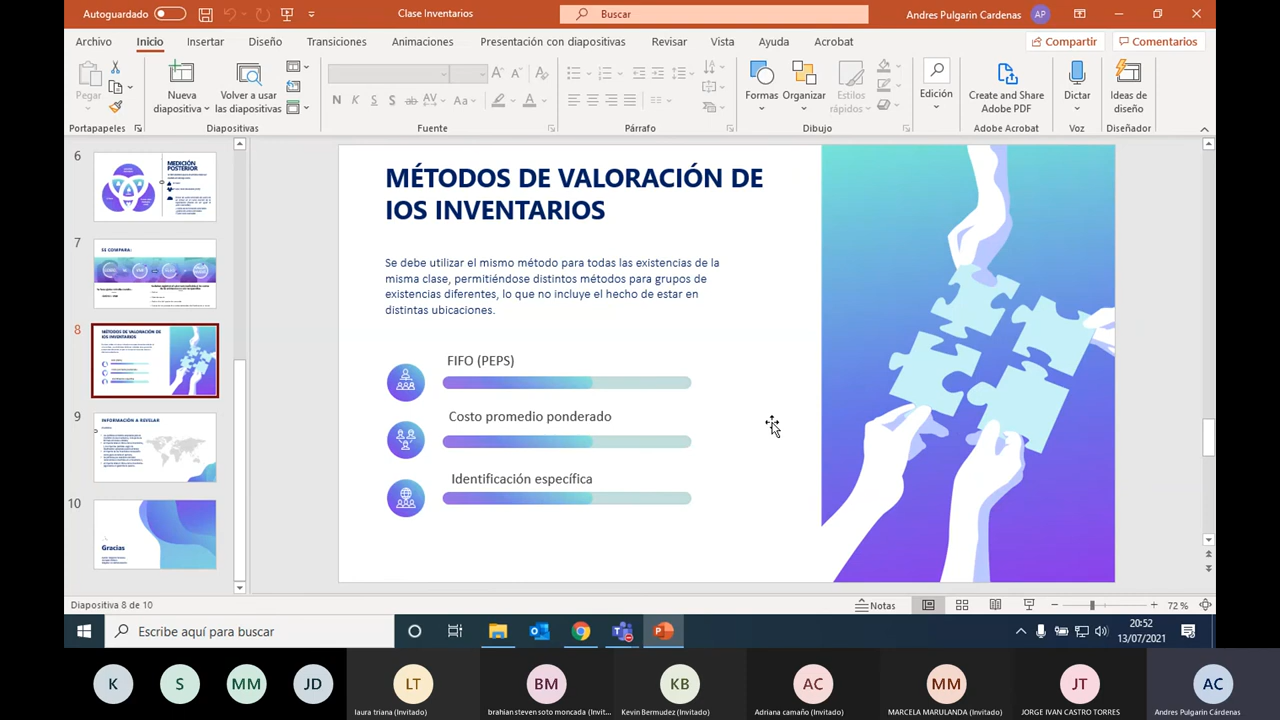 Autoguardado
Clase Inventarios
Buscar
Andres Pulgarin Cardenas
AP
Archivo
Inicio
Insertar
Diseño
Transiciones
Animaciones
Presentación con diapositivas
Revisar
Vista
Ayuda
Acrobat
Compartir
Comentarios
Pegar
Nueva
diapositiva
Volver a usar
las diapositivas
Formas
Organizar
Estilos
rápidos
Edición
Create and Share
Adobe PDF
Dictar
Ideas de
diseño
Portapapeles
Diapositivas
Fuente
Párrafo
Dibujo
Adobe Acrobat
Voz
Diseñador
6
MEDICIÓN
POSTERIOR
7
SE COMPARA:
8
MÉTODOS DE VALORACIÓN DE
IOS INVENTARIOS
9
INFORMACIÓN A REVELAR
10
Gracias
MÉTODOS DE VALORACIÓN DE
IOS INVENTARIOS
Se debe utilizar el mismo método para todas las existencias de la
misma clase, permitiéndose distintos métodos para grupos de
existencias diferentes, lo que no incluye el hecho de estar en
distintas ubicaciones.
FIFO (PEPS)
Costo promedio ponderado
Identificación específica
Diapositiva 8 de 10
Notas
72 %
Escribe aquí para buscar
20:52
13/07/2021
K
S
MM
JD
LT
BM
KB
AC
MM
JT
AC
laura triana (Invitado)
brahian steven soto moncada (Invit...
Kevin Bermudez (Invitado)
Adriana camaño (Invitado)
MARCELA MARULANDA (Invitado)
JORGE IVAN CASTRO TORRES
Andres Pulgarin Cárdenas